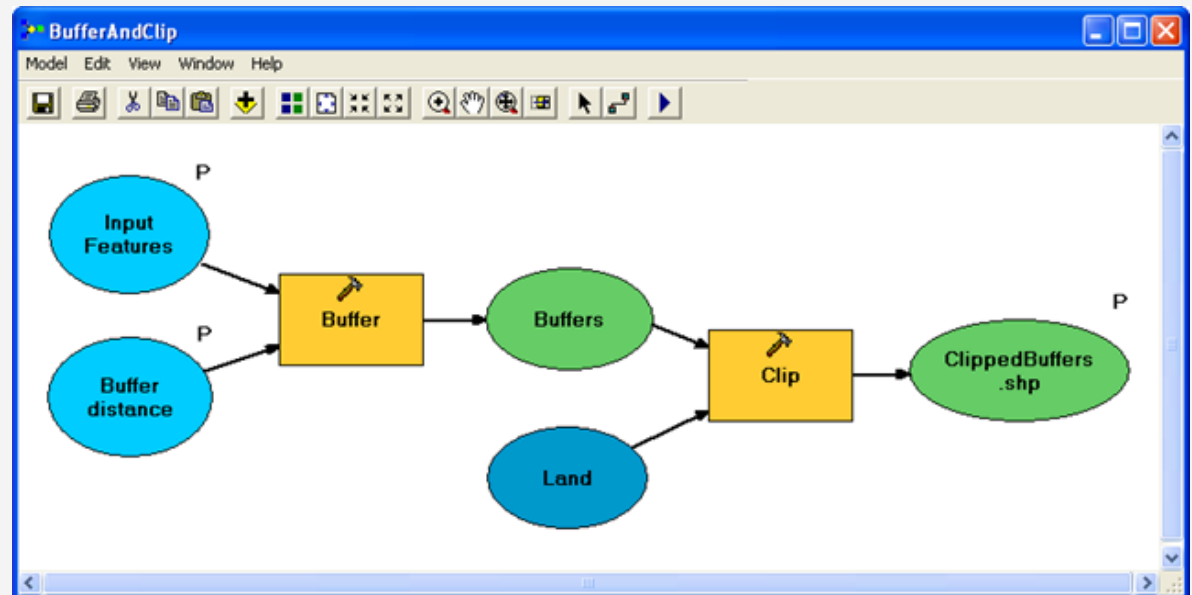 BufferAndClip
Model Edit View Window Help
P
Input
Features
P
Buffer
distance
Buffer
Buffers
Land
Clip
P
ClippedBuffers
.shp